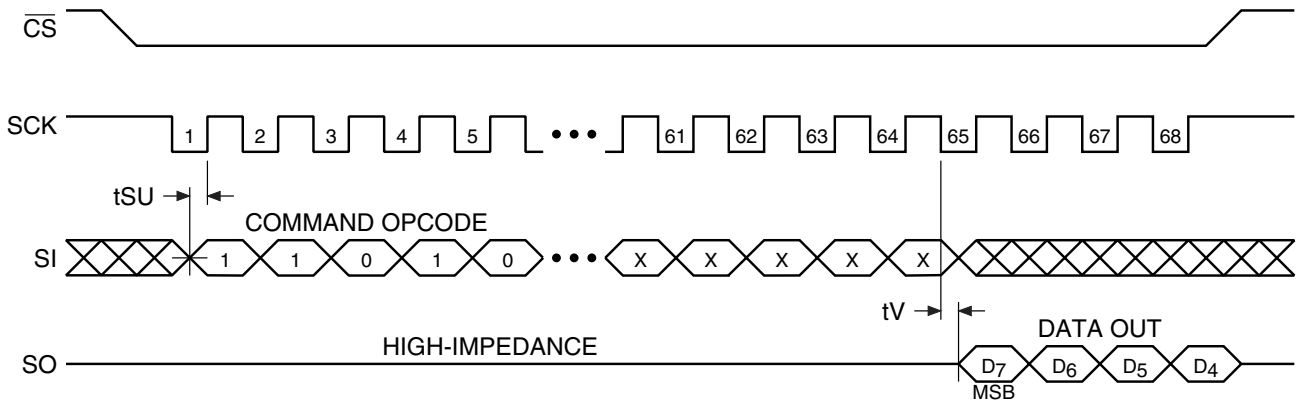 CS
SCK 1 2 3 4 5 ••• 61 62 63 64 65 66 67 68
tSU
COMMAND OPCODE
SI 1 1 0 1 0 ••• X X X X X
tV
DATA OUT
HIGH-IMPEDANCE
SO D7 D6 D5 D4
MSB